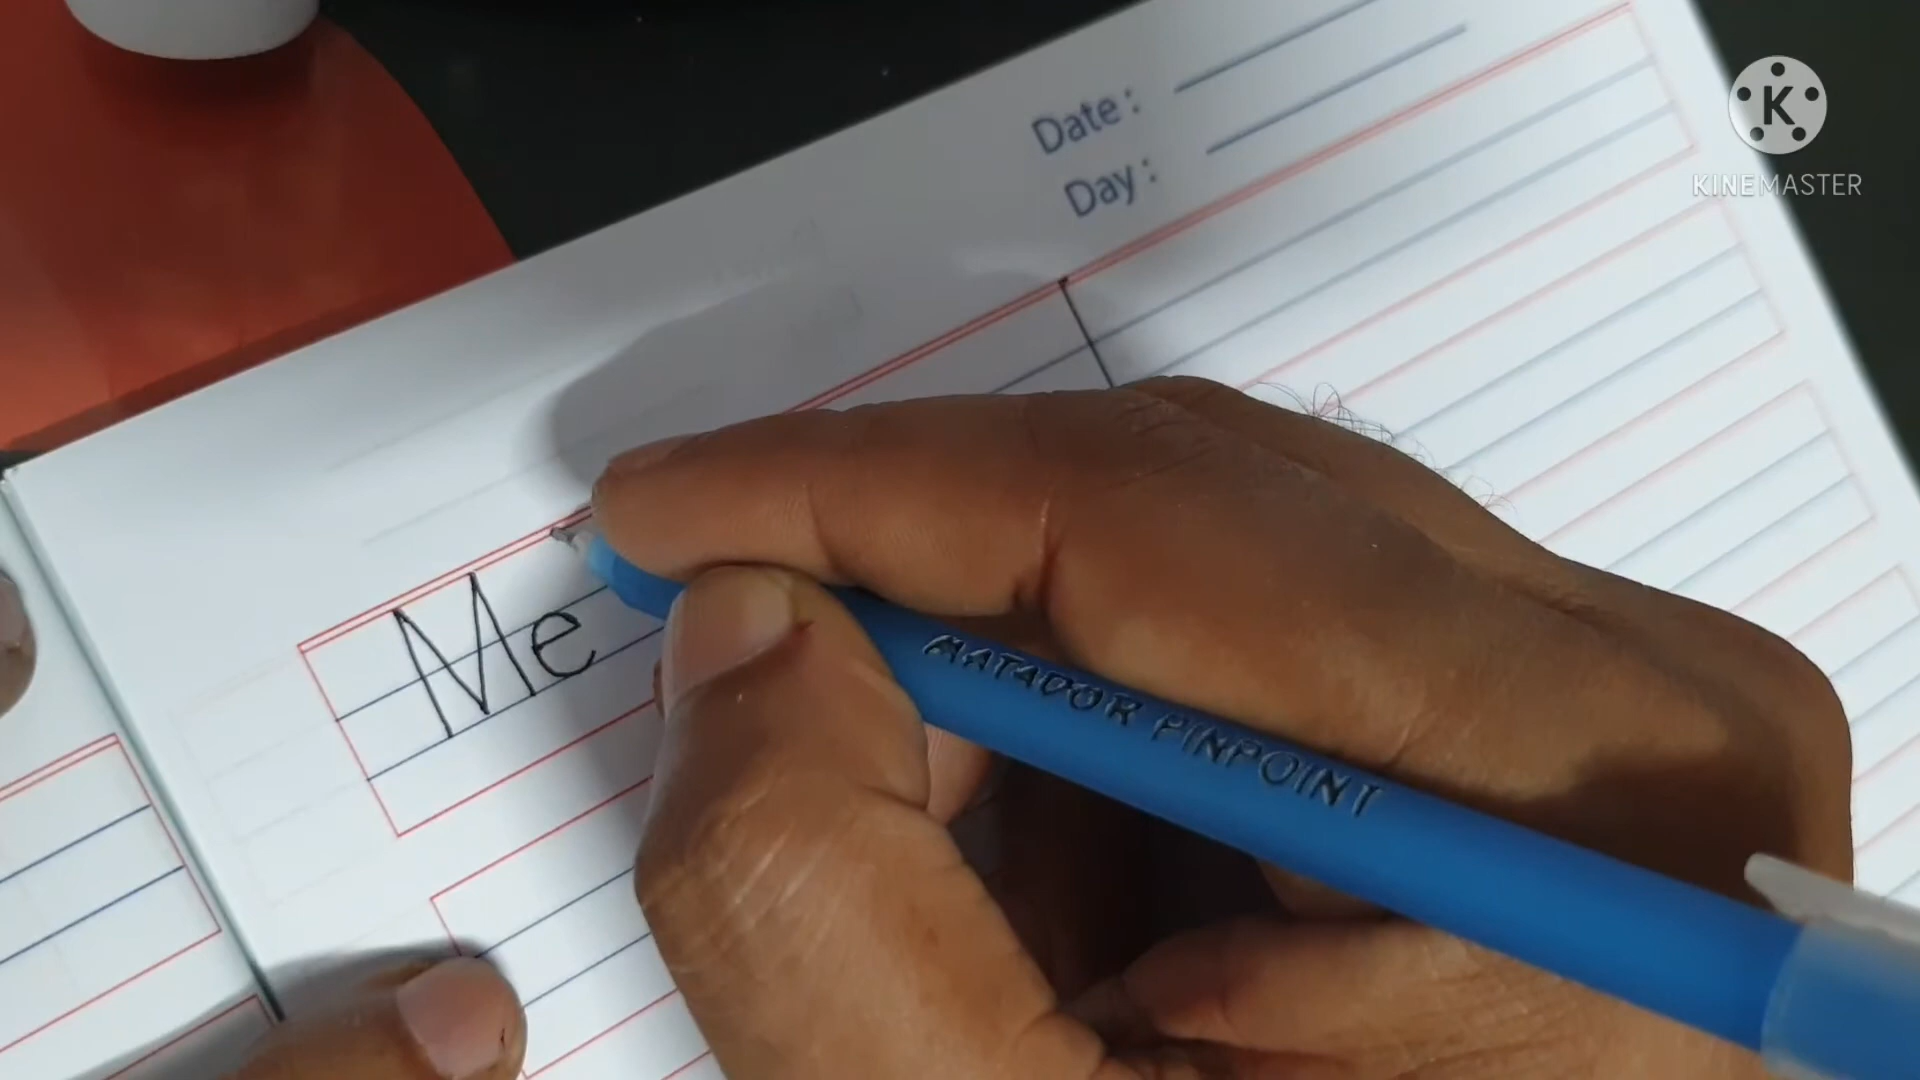 Date :
Day :
K
KINEMASTER
Me
MATADOR PINPOINT